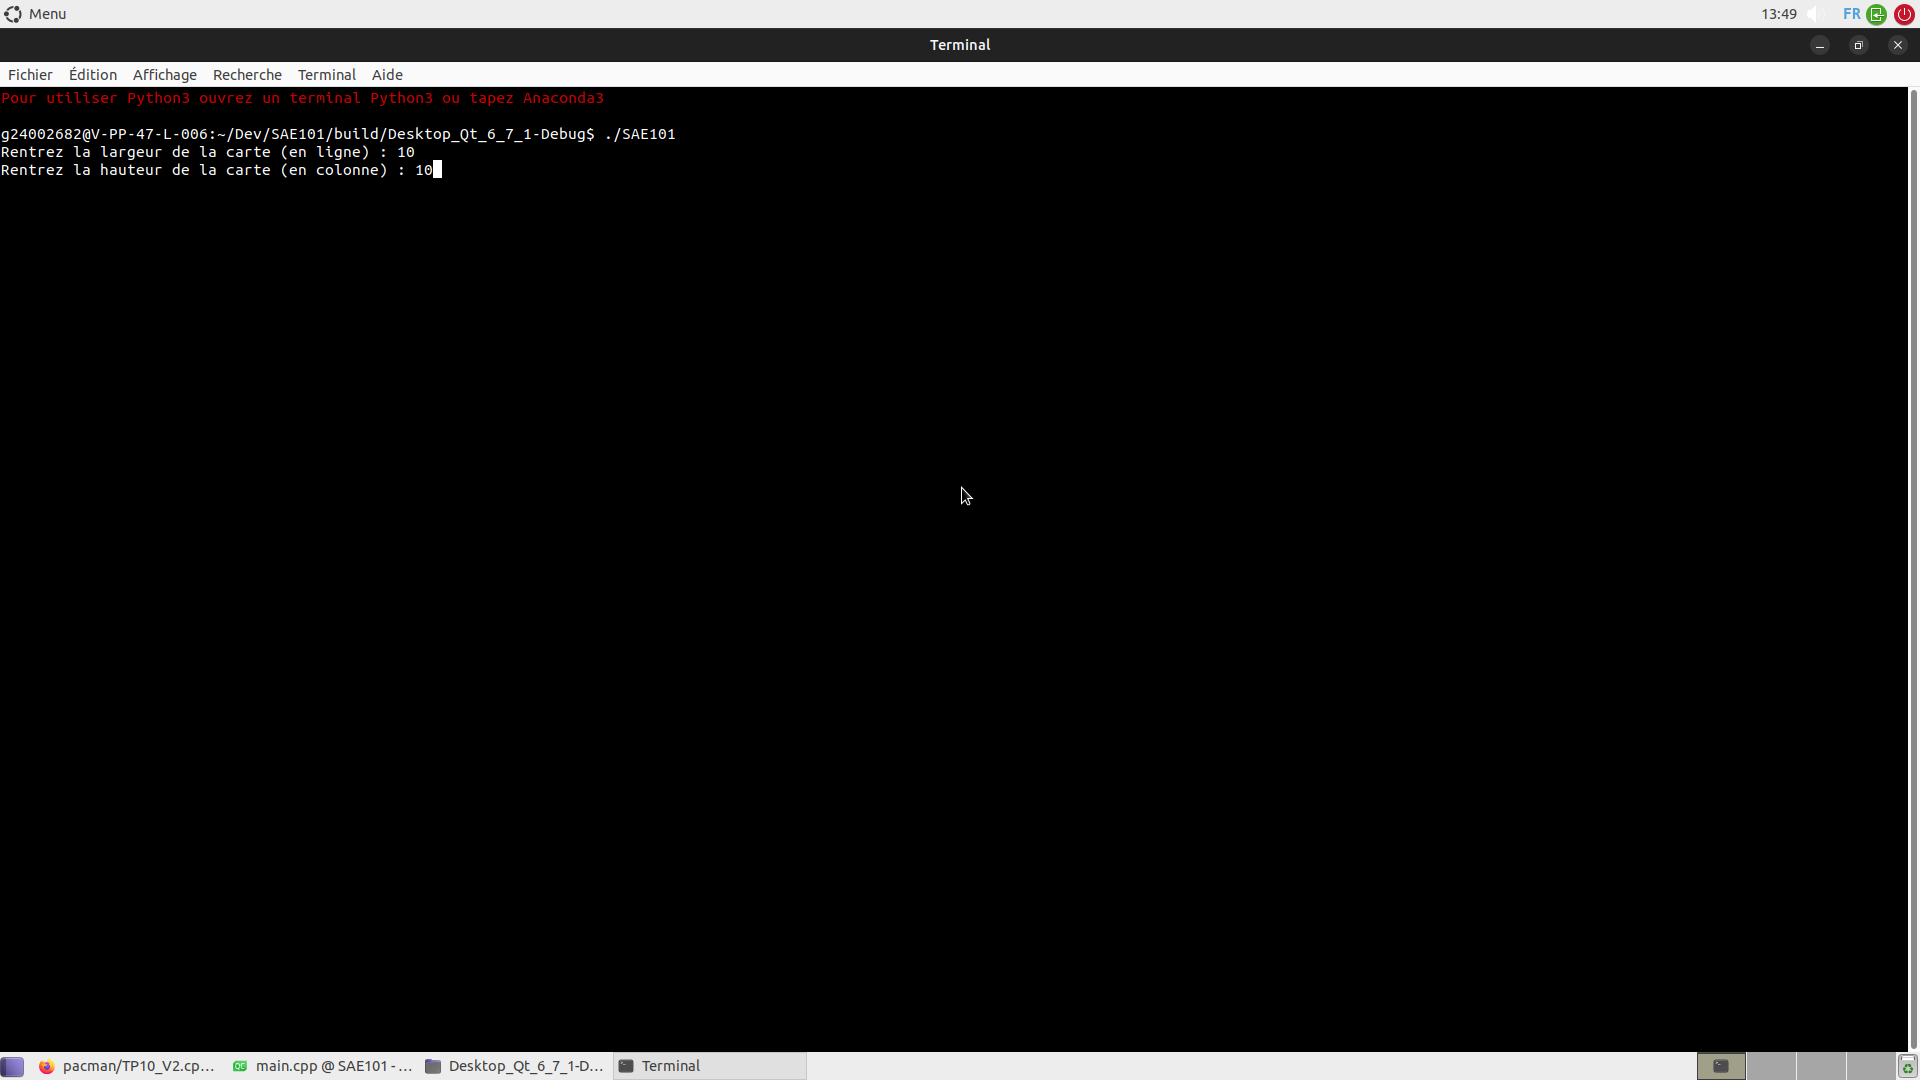 Menu
13:49
FR
Terminal
Fichier Édition Affichage Recherche Terminal Aide
Pour utiliser Python3 ouvrez un terminal Python3 ou tapez Anaconda3
g24002682@V-PP-47-L-006:~/Dev/SAE101/build/Desktop_Qt_6_7_1-Debug$ ./SAE101
Rentrez la largeur de la carte (en ligne) : 10
Rentrez la hauteur de la carte (en colonne) : 10
pacman/TP10_V2.cp... main.cpp @ SAE101 - ... Desktop_Qt_6_7_1-D... Terminal